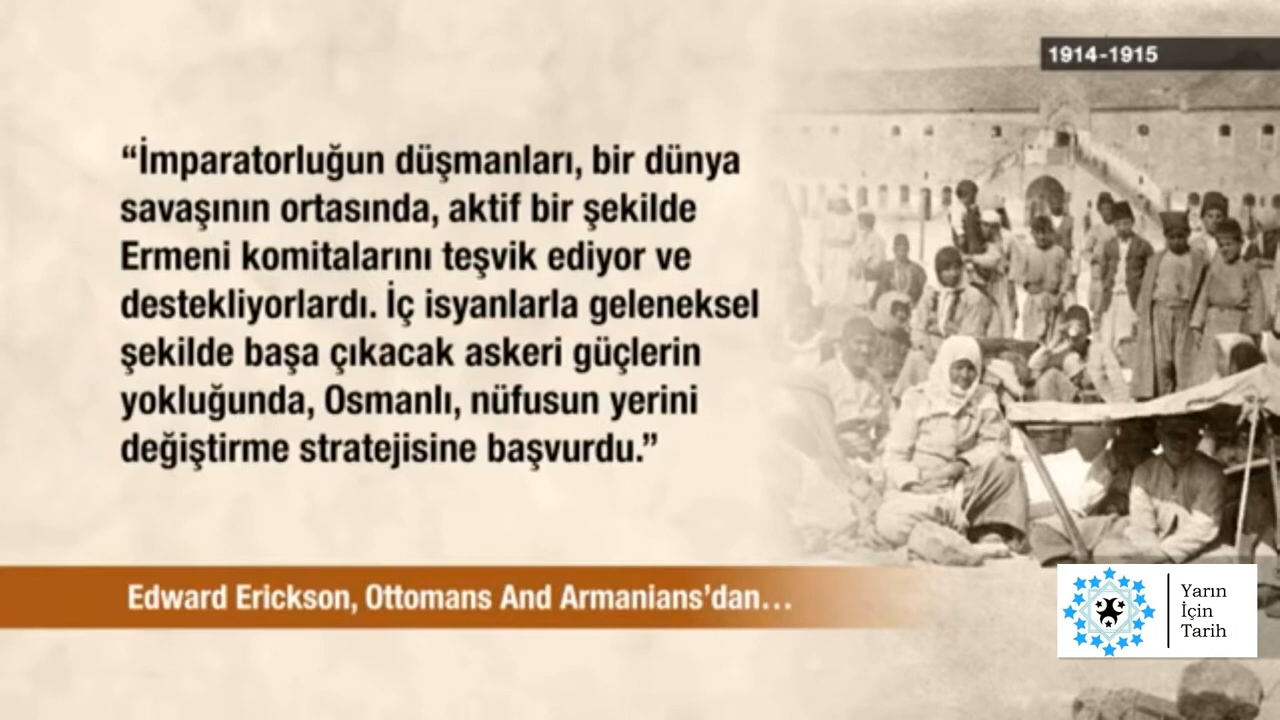 1914-1915
“İmparatorluğun düşmanları, bir dünya
savaşının ortasında, aktif bir şekilde
Ermeni komitalarını teşvik ediyor ve
destekliyorlardı. İç isyanlarla geleneksel
şekilde başa çıkacak askeri güçlerin
yokluğunda, Osmanlı, nüfusun yerini
değiştirme stratejisine başvurdu.”
Edward Erickson, Ottomans And Armanians’dan...
Yarın
İçin
Tarih